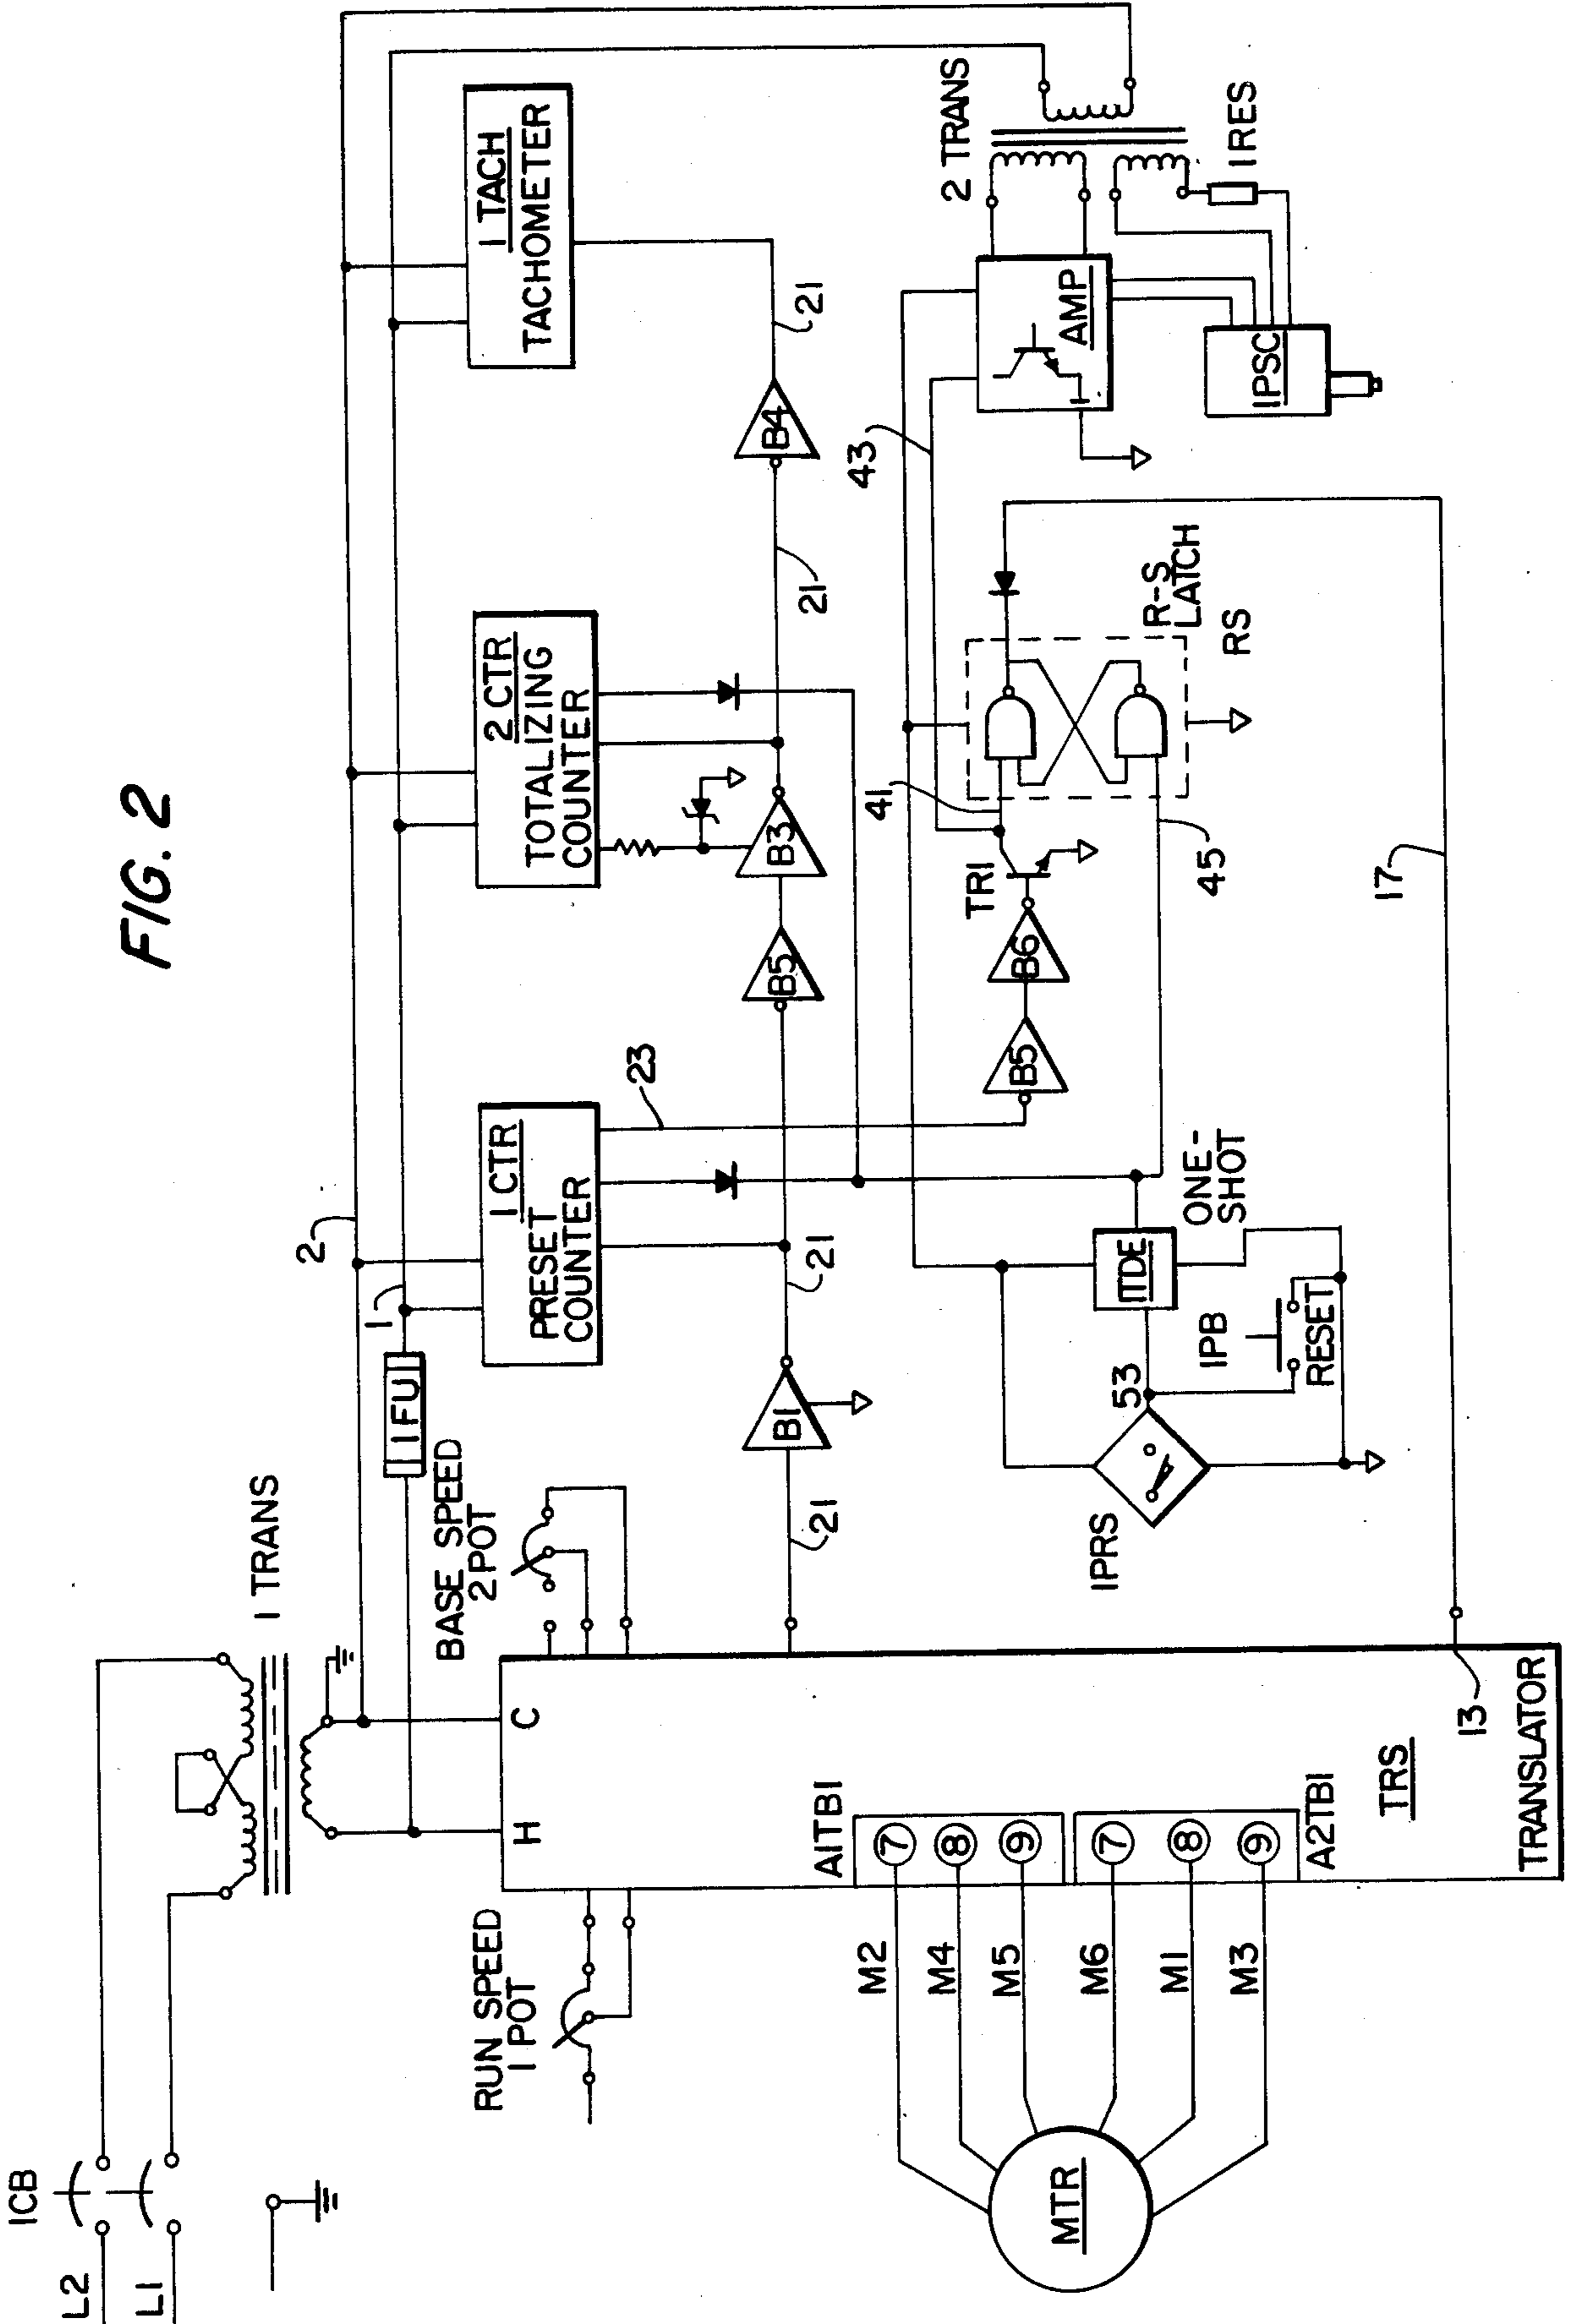 FIG. 2
L2
L1
1CB
1 TRANS
2
1
1FU
RUN SPEED
1 POT
BASE SPEED
2 POT
H
C
1 CTR
PRESET
COUNTER
23
2 CTR
TOTALIZING
COUNTER
1 TACH
TACHOMETER
21
B1
21
B5
B3
21
B4
21
2 TRANS
1RES
AMP
1PSC
43
41
TR1
B5
B6
R-S
LATCH
RS
45
17
ONE-
SHOT
1TDE
1PB
RESET
53
1PRS
13
A1TB1
7
8
9
7
8
9
A2TB1
TRS
TRANSLATOR
M2
M4
M5
M6
M1
M3
MTR